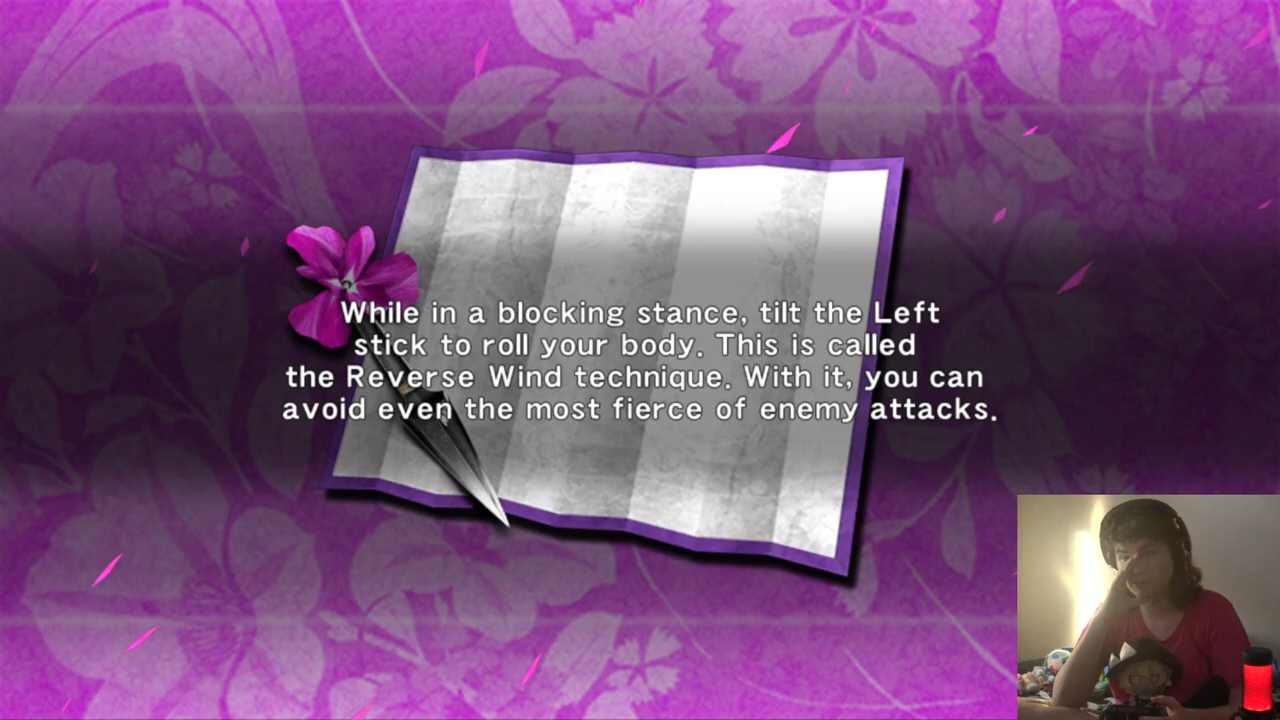 While in a blocking stance, tilt the Left
stick to roll your body. This is called
the Reverse Wind technique. With it, you can
avoid even the most fierce of enemy attacks.